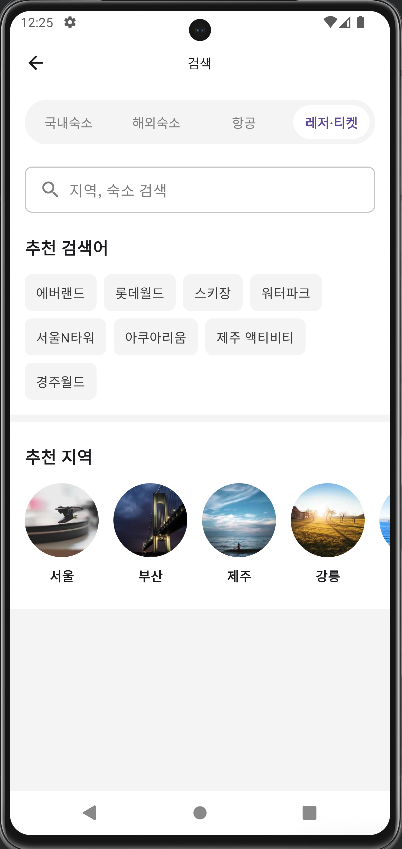 12:25
검색
국내숙소 해외숙소 항공 레저·티켓
지역, 숙소 검색
추천 검색어
에버랜드 롯데월드 스키장 워터파크
서울N타워 아쿠아리움 제주 액티비티
경주월드
추천 지역
서울 부산 제주 강릉